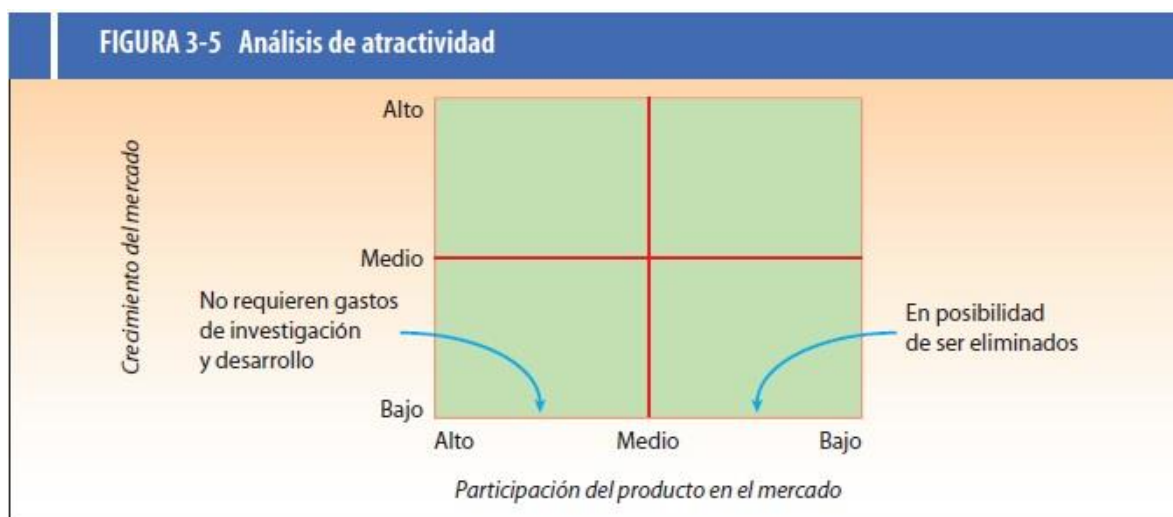 FIGURA 3-5 Análisis de atractividad
Alto
Crecimiento del mercado
Medio
No requieren gastos
de investigación
y desarrollo
En posibilidad
de ser eliminados
Bajo
Alto
Medio
Bajo
Participación del producto en el mercado